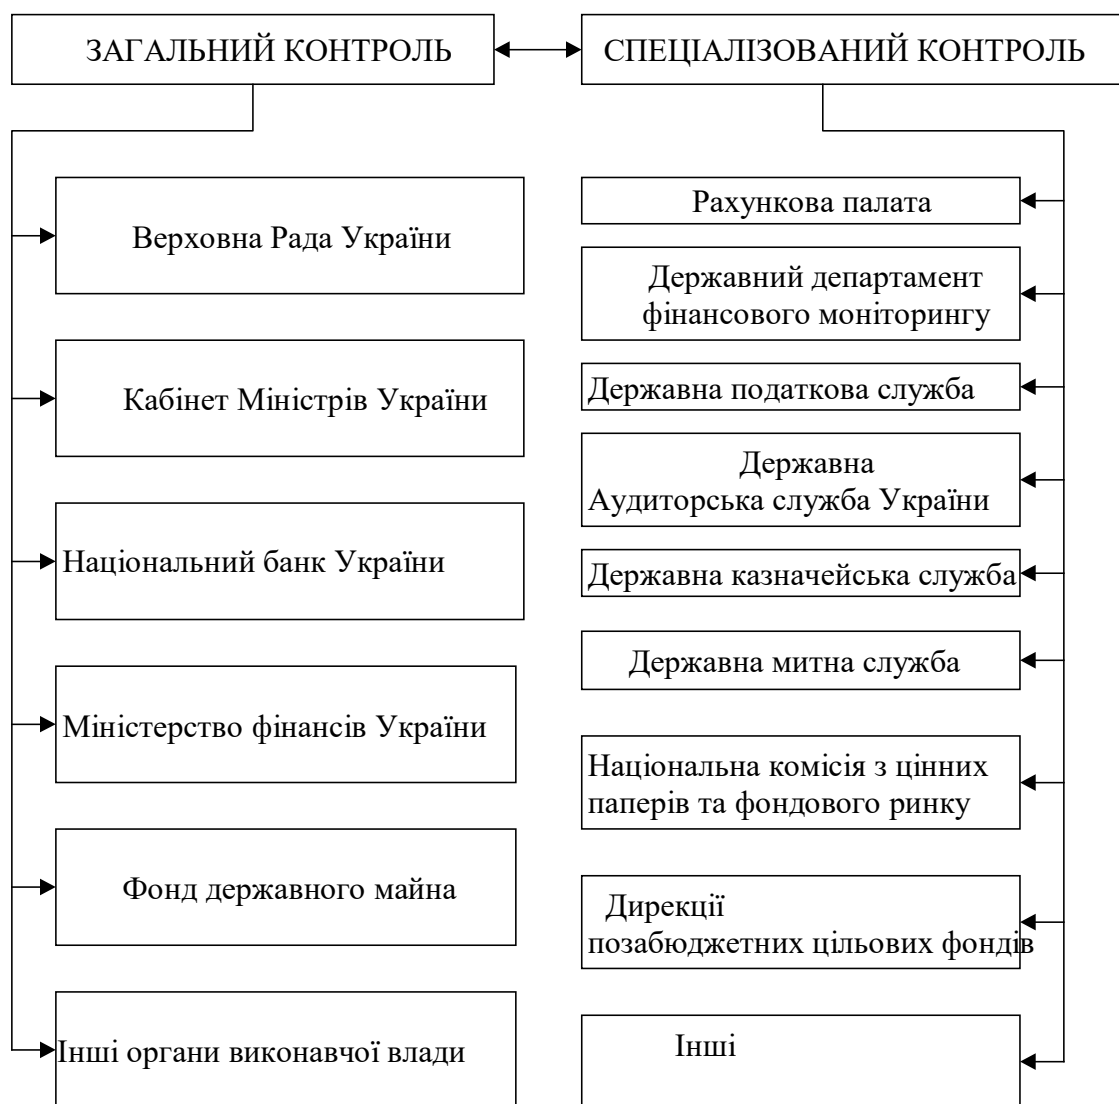 ЗАГАЛЬНИЙ КОНТРОЛЬ
СПЕЦІАЛІЗОВАНИЙ КОНТРОЛЬ
Верховна Рада України
Кабінет Міністрів України
Національний банк України
Міністерство фінансів України
Фонд державного майна
Інші органи виконавчої влади
Рахункова палата
Державний департамент
фінансового моніторингу
Державна податкова служба
Державна
Аудиторська служба України
Державна казначейська служба
Державна митна служба
Національна комісія з цінних
паперів та фондового ринку
Дирекції
позабюджетних цільових фондів
Інші